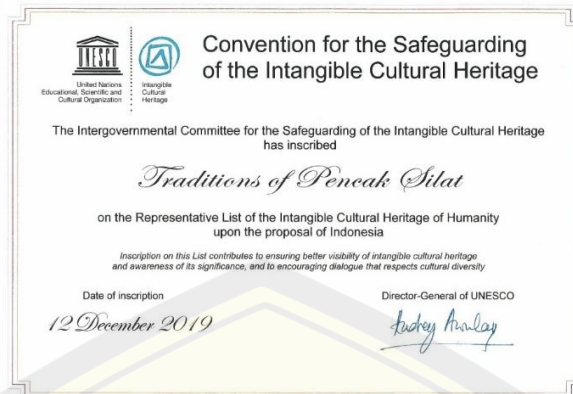 UNESCO
United Nations
Educational, Scientific and
Cultural Organization
Intangible
Cultural
Heritage
Convention for the Safeguarding
of the Intangible Cultural Heritage
The Intergovernmental Committee for the Safeguarding of the Intangible Cultural Heritage
has inscribed
Traditions of Pencak Silat
on the Representative List of the Intangible Cultural Heritage of Humanity
upon the proposal of Indonesia
Inscription on this List contributes to ensuring better visibility of intangible cultural heritage
and awareness of its significance, and to encouraging dialogue that respects cultural diversity
Date of inscription
12 December 2019
Director-General of UNESCO